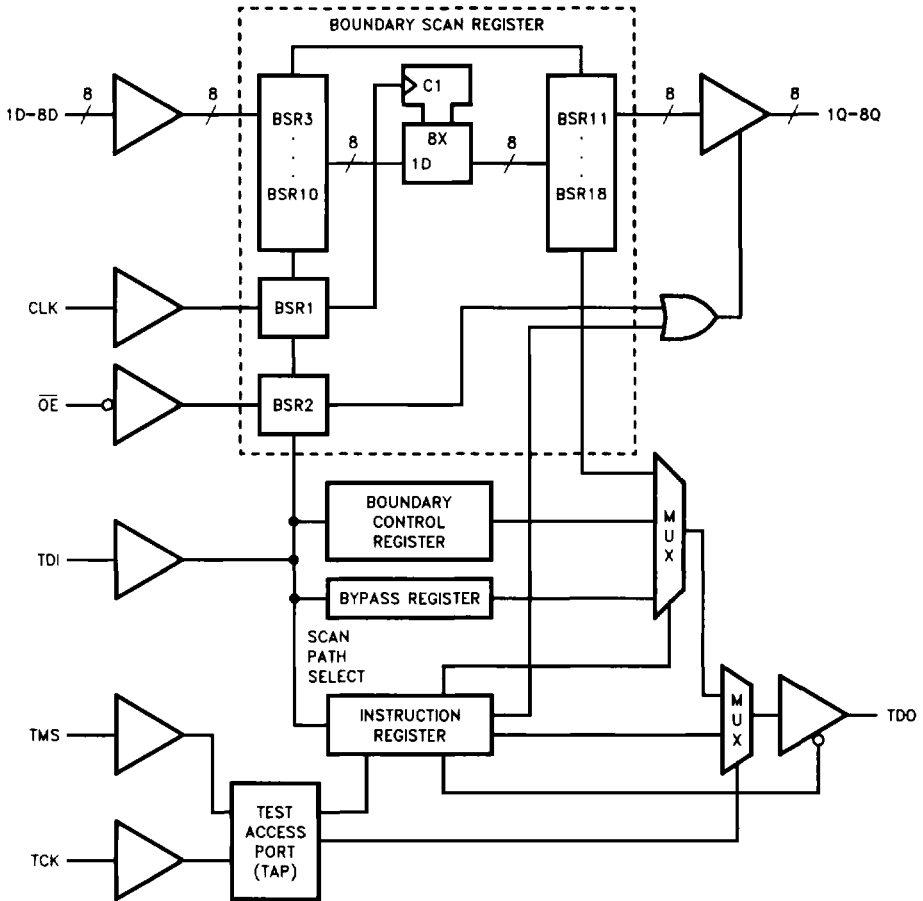 BOUNDARY SCAN REGISTER
1D-8D
8
8
BSR3
.
.
.
BSR10
8
C1
8X
1D
8
BSR11
.
.
.
BSR18
8
8
1Q-8Q
CLK
BSR1
OE
BSR2
TDI
BOUNDARY
CONTROL
REGISTER
BYPASS REGISTER
MUX
SCAN
PATH
SELECT
INSTRUCTION
REGISTER
MUX
TDO
TMS
TEST
ACCESS
PORT
(TAP)
TCK